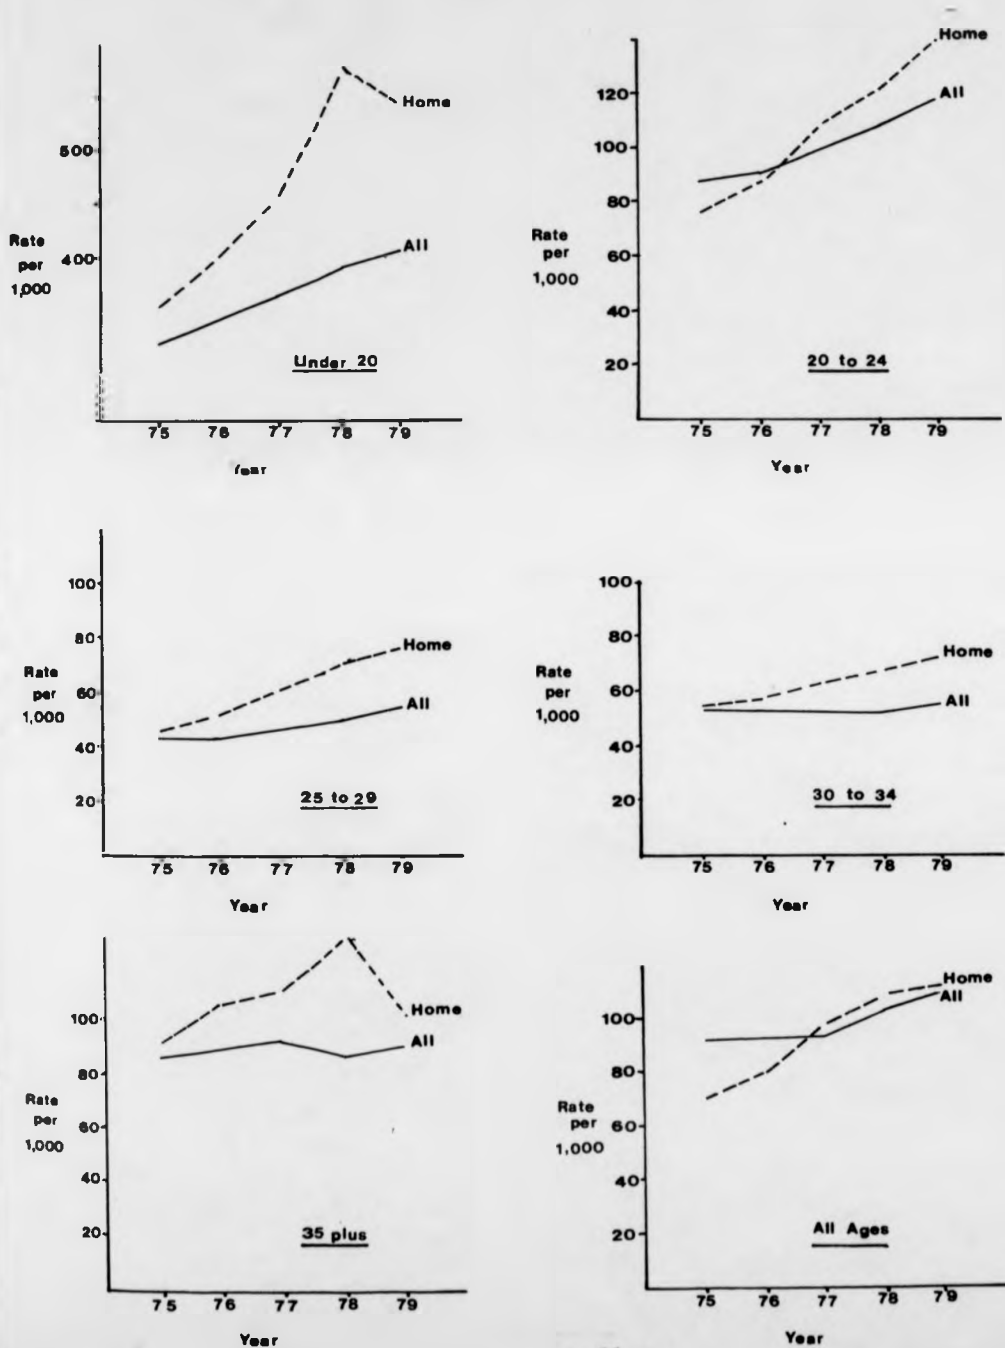 Home
500
Rate
per
1,000
400
All
Under 20
75 76 77 78 79
Year
Home
All
120
100
80
Rate
per
1,000
60
40
20
20 to 24
75 76 77 78 79
Year
100
80
Home
Rate
per
1,000
60
All
40
20
25 to 29
75 76 77 78 79
Year
100
80
Home
Rate
per
1,000
60
All
40
20
30 to 34
75 76 77 78 79
Year
100
Home
All
80
Rate
per
1,000
60
40
20
35 plus
75 76 77 78 79
Year
Home
All
100
80
Rate
per
1,000
60
40
20
All Ages
75 76 77 78 79
Year